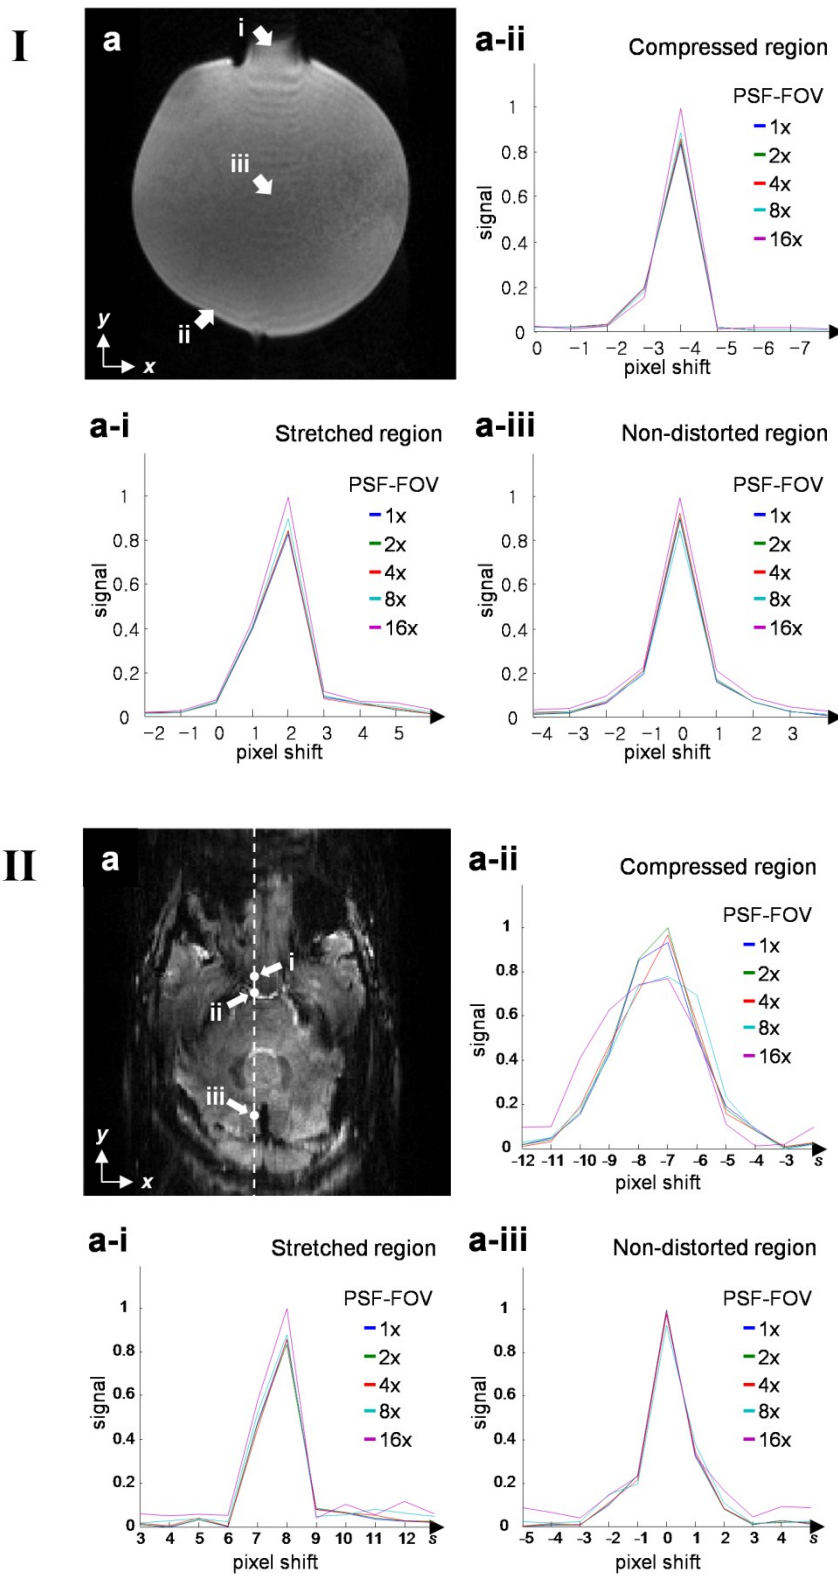 I
a
i
iii
ii
y
x
a-ii Compressed region
PSF-FOV
1x
2x
4x
8x
16x
signal
1
0.8
0.6
0.4
0.2
0
0 -1 -2 -3 -4 -5 -6 -7
pixel shift
a-i Stretched region
PSF-FOV
1x
2x
4x
8x
16x
signal
1
0.8
0.6
0.4
0.2
0
-2 -1 0 1 2 3 4 5
pixel shift
a-iii Non-distorted region
PSF-FOV
1x
2x
4x
8x
16x
signal
1
0.8
0.6
0.4
0.2
0
-4 -3 -2 -1 0 1 2 3
pixel shift
II
a
i
ii
iii
y
x
a-ii Compressed region
PSF-FOV
1x
2x
4x
8x
16x
signal
1
0.8
0.6
0.4
0.2
0
-12 -11 -10 -9 -8 -7 -6 -5 -4 -3 s
pixel shift
a-i Stretched region
PSF-FOV
1x
2x
4x
8x
16x
signal
1
0.8
0.6
0.4
0.2
0
3 4 5 6 7 8 9 10 11 12 s
pixel shift
a-iii Non-distorted region
PSF-FOV
1x
2x
4x
8x
16x
signal
1
0.8
0.6
0.4
0.2
0
-5 -4 -3 -2 -1 0 1 2 3 4 s
pixel shift